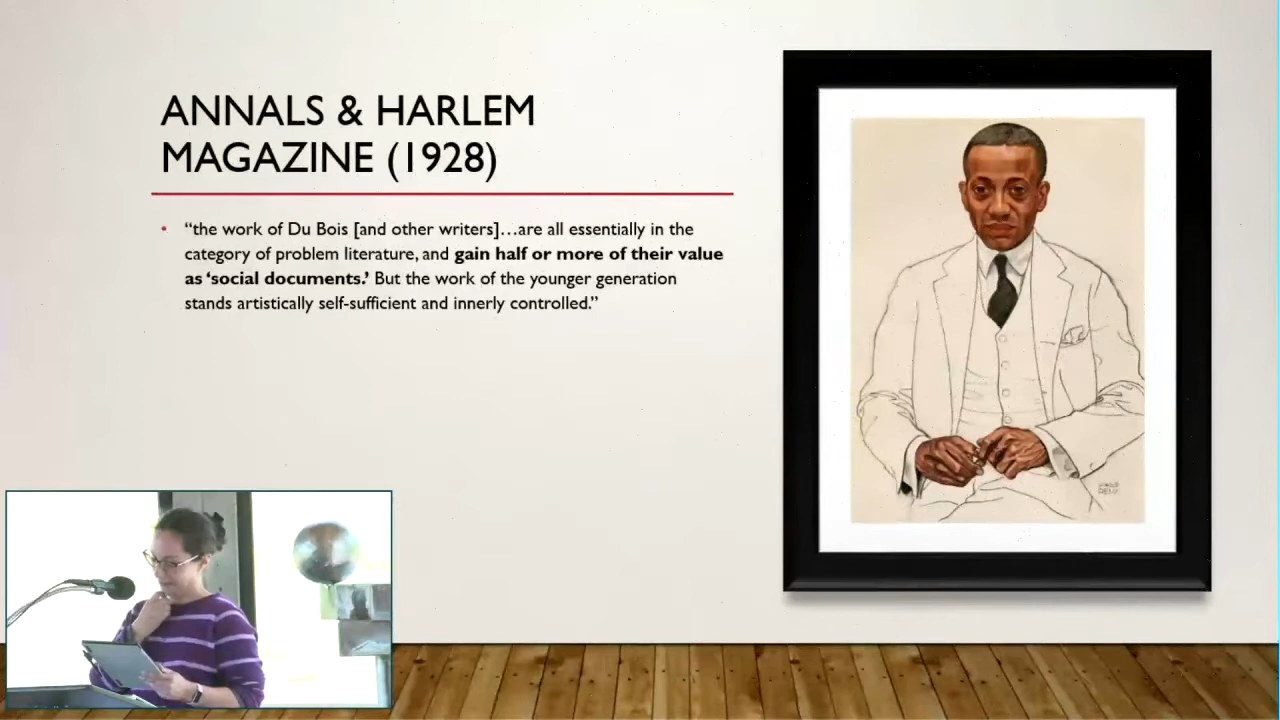 ANNALS & HARLEM
MAGAZINE (1928)
• “the work of Du Bois [and other writers]…are all essentially in the
category of problem literature, and gain half or more of their value
as ‘social documents.’ But the work of the younger generation
stands artistically self-sufficient and innerly controlled.”